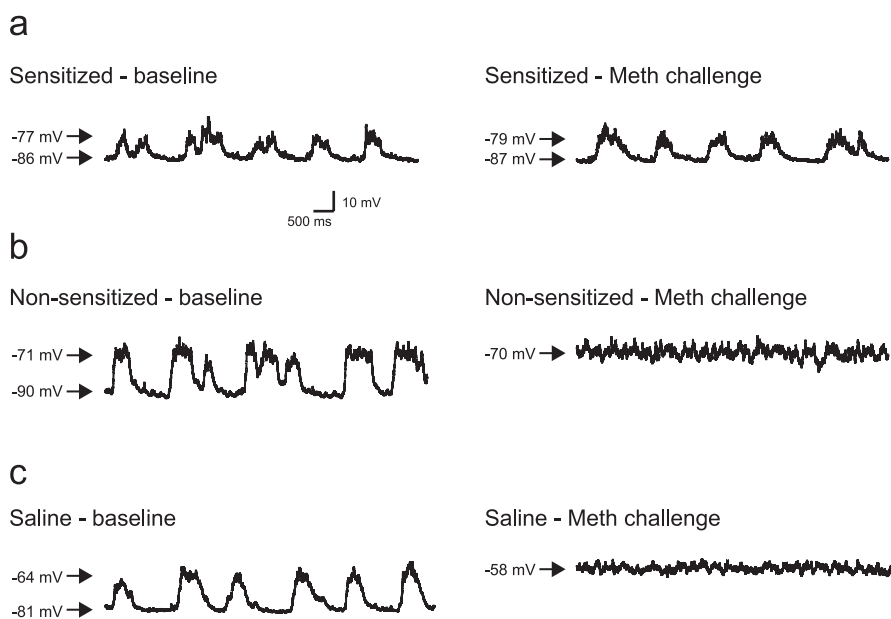 a
Sensitized - baseline
Sensitized - Meth challenge
-77 mV
-86 mV
-79 mV
-87 mV
10 mV
500 ms
b
Non-sensitized - baseline
Non-sensitized - Meth challenge
-71 mV
-90 mV
-70 mV
c
Saline - baseline
Saline - Meth challenge
-64 mV
-81 mV
-58 mV